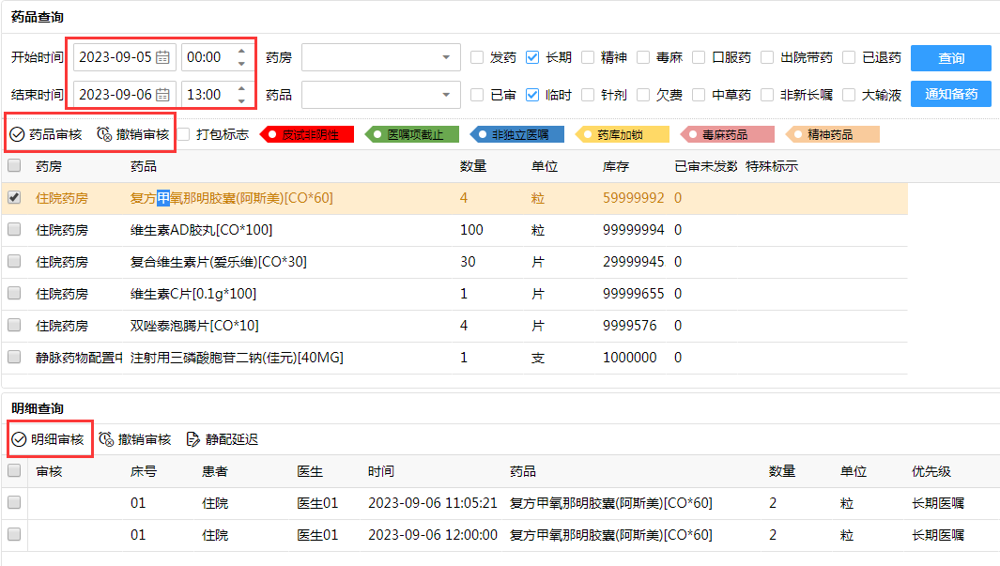 药品查询
开始时间 2023-09-05 00:00 药房 发药 长期 精神 毒麻 口服药 出院带药 已退药 查询
结束时间 2023-09-06 13:00 药品 已审 临时 针剂 欠费 中草药 非新长嘱 大输液 通知备药
药品审核 撤销审核 打包标志 皮试非阴性 医嘱项截止 非独立医嘱 药库加锁 毒麻药品 精神药品
药房 药品 数量 单位 库存 已审未发数 特殊标示
住院药房 复方甲氧那明胶囊(阿斯美)[CO*60] 4 粒 59999992 0
住院药房 维生素AD胶丸[CO*100] 100 粒 99999994 0
住院药房 复合维生素片(爱乐维)[CO*30] 30 片 29999945 0
住院药房 维生素C片[0.1g*100] 1 片 99999655 0
住院药房 双唑泰泡腾片[CO*10] 4 片 9999576 0
静脉药物配置中 注射用三磷酸胞苷二钠(佳元)[40MG] 1 支 1000000 0
明细查询
明细审核 撤销审核 静配延迟
审核 床号 患者 医生 时间 药品 数量 单位 优先级
01 住院 医生01 2023-09-06 11:05:21 复方甲氧那明胶囊(阿斯美)[CO*60] 2 粒 长期医嘱
01 住院 医生01 2023-09-06 12:00:00 复方甲氧那明胶囊(阿斯美)[CO*60] 2 粒 长期医嘱